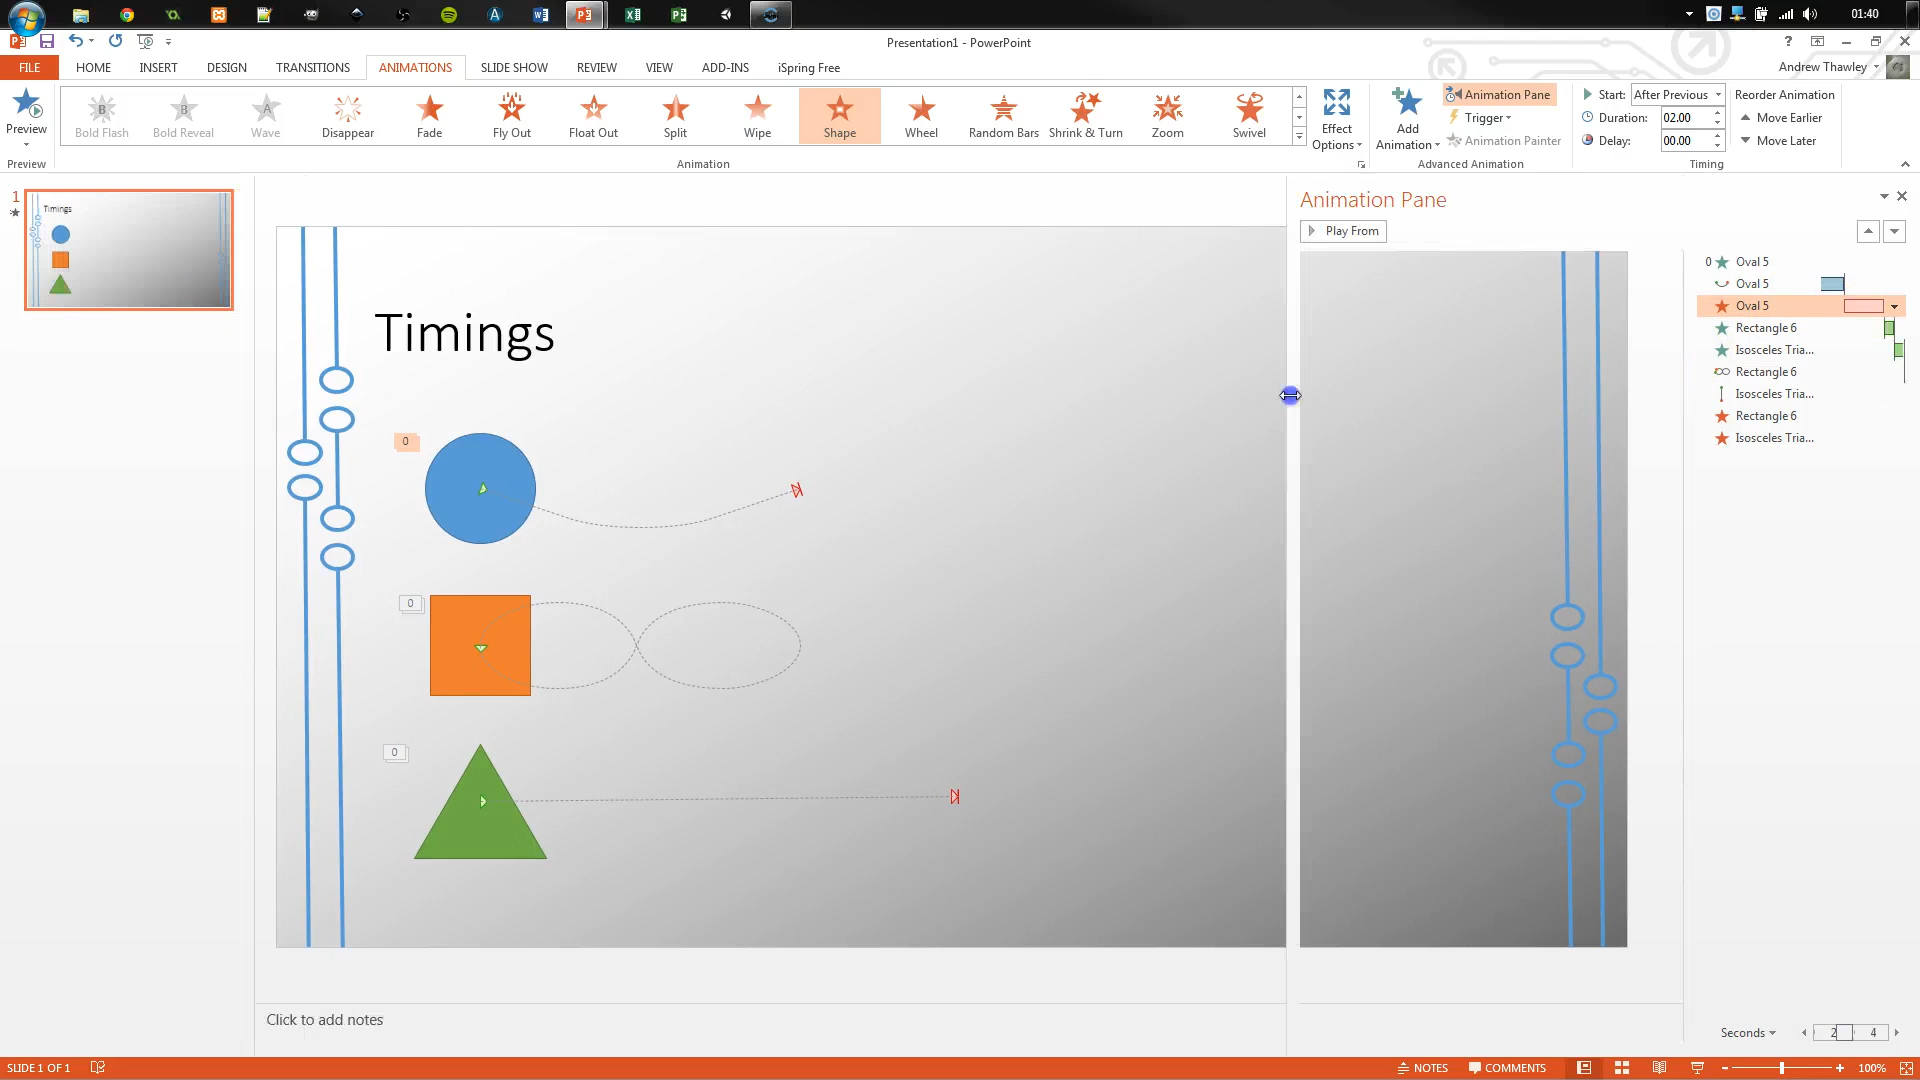 01:40
Presentation1 - PowerPoint
?
FILE HOME INSERT DESIGN TRANSITIONS ANIMATIONS SLIDE SHOW REVIEW VIEW ADD-INS iSpring Free
Andrew Thawley
Preview
Bold Flash Bold Reveal Wave Disappear Fade Fly Out Float Out Split Wipe Shape Wheel Random Bars Shrink & Turn Zoom Swivel
Effect Options
Add Animation
Animation Pane
Trigger
Animation Painter
Start: After Previous
Duration: 02.00
Delay: 00.00
Reorder Animation
Move Earlier
Move Later
Preview Animation Advanced Animation Timing
1
Timings
Timings
0
0
0
Animation Pane
Play From
0 Oval 5
Oval 5
Oval 5
Rectangle 6
Isosceles Tria...
Rectangle 6
Isosceles Tria...
Rectangle 6
Isosceles Tria...
Click to add notes
Seconds 2 4
SLIDE 1 OF 1
NOTES COMMENTS 100%